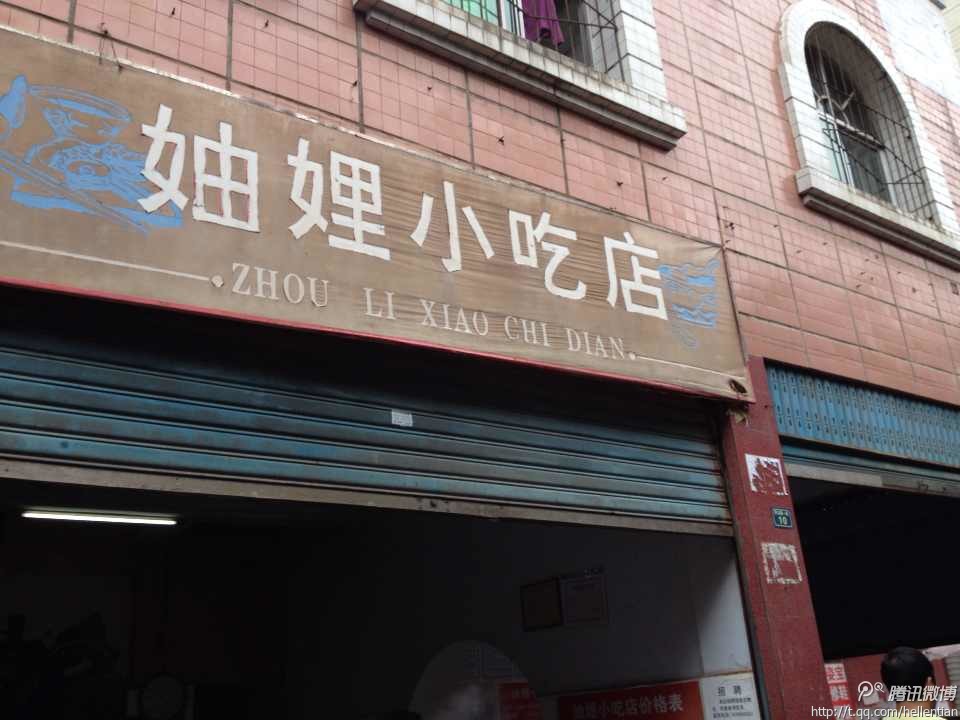 妯娌小吃店
.ZHOU LI XIAO CHI DIAN.
10
妯娌小吃店价格表
招聘
腾讯微博
http://t.qq.com/hellentian